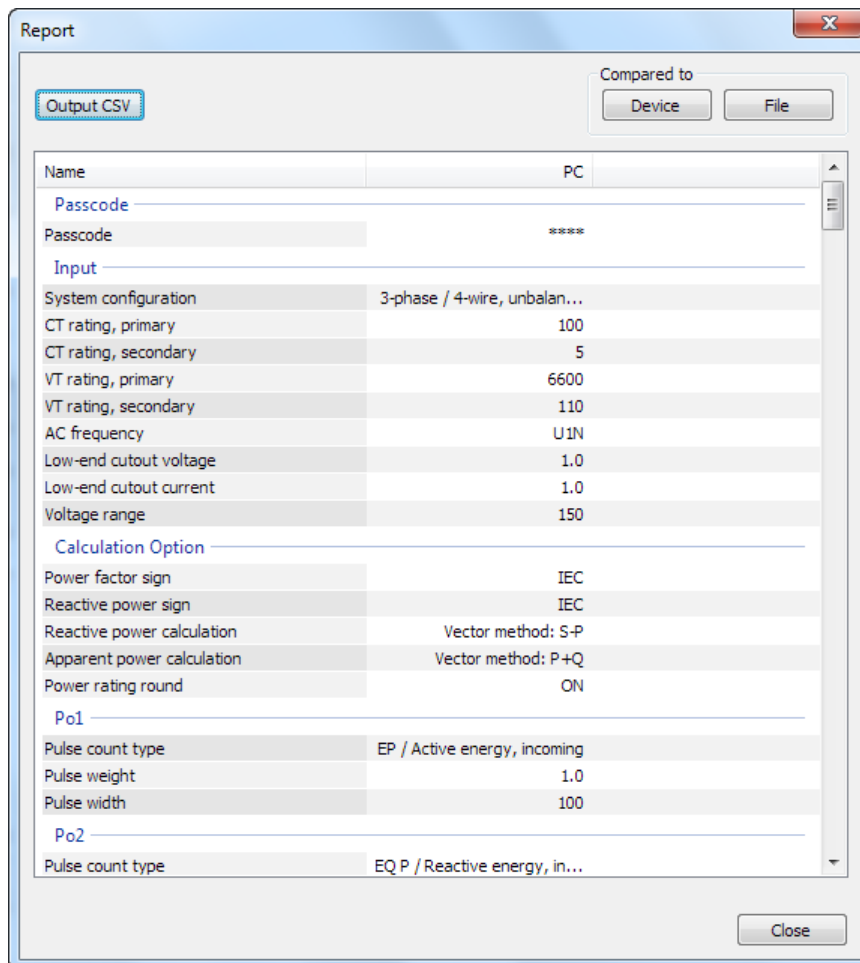 Report
Compared to
Output CSV Device File
Name PC
Passcode
Passcode ****
Input
System configuration 3-phase / 4-wire, unbalan...
CT rating, primary 100
CT rating, secondary 5
VT rating, primary 6600
VT rating, secondary 110
AC frequency U1N
Low-end cutout voltage 1.0
Low-end cutout current 1.0
Voltage range 150
Calculation Option
Power factor sign IEC
Reactive power sign IEC
Reactive power calculation Vector method: S-P
Apparent power calculation Vector method: P+Q
Power rating round ON
Po1
Pulse count type EP / Active energy, incoming
Pulse weight 1.0
Pulse width 100
Po2
Pulse count type EQ P / Reactive energy, in...
Close